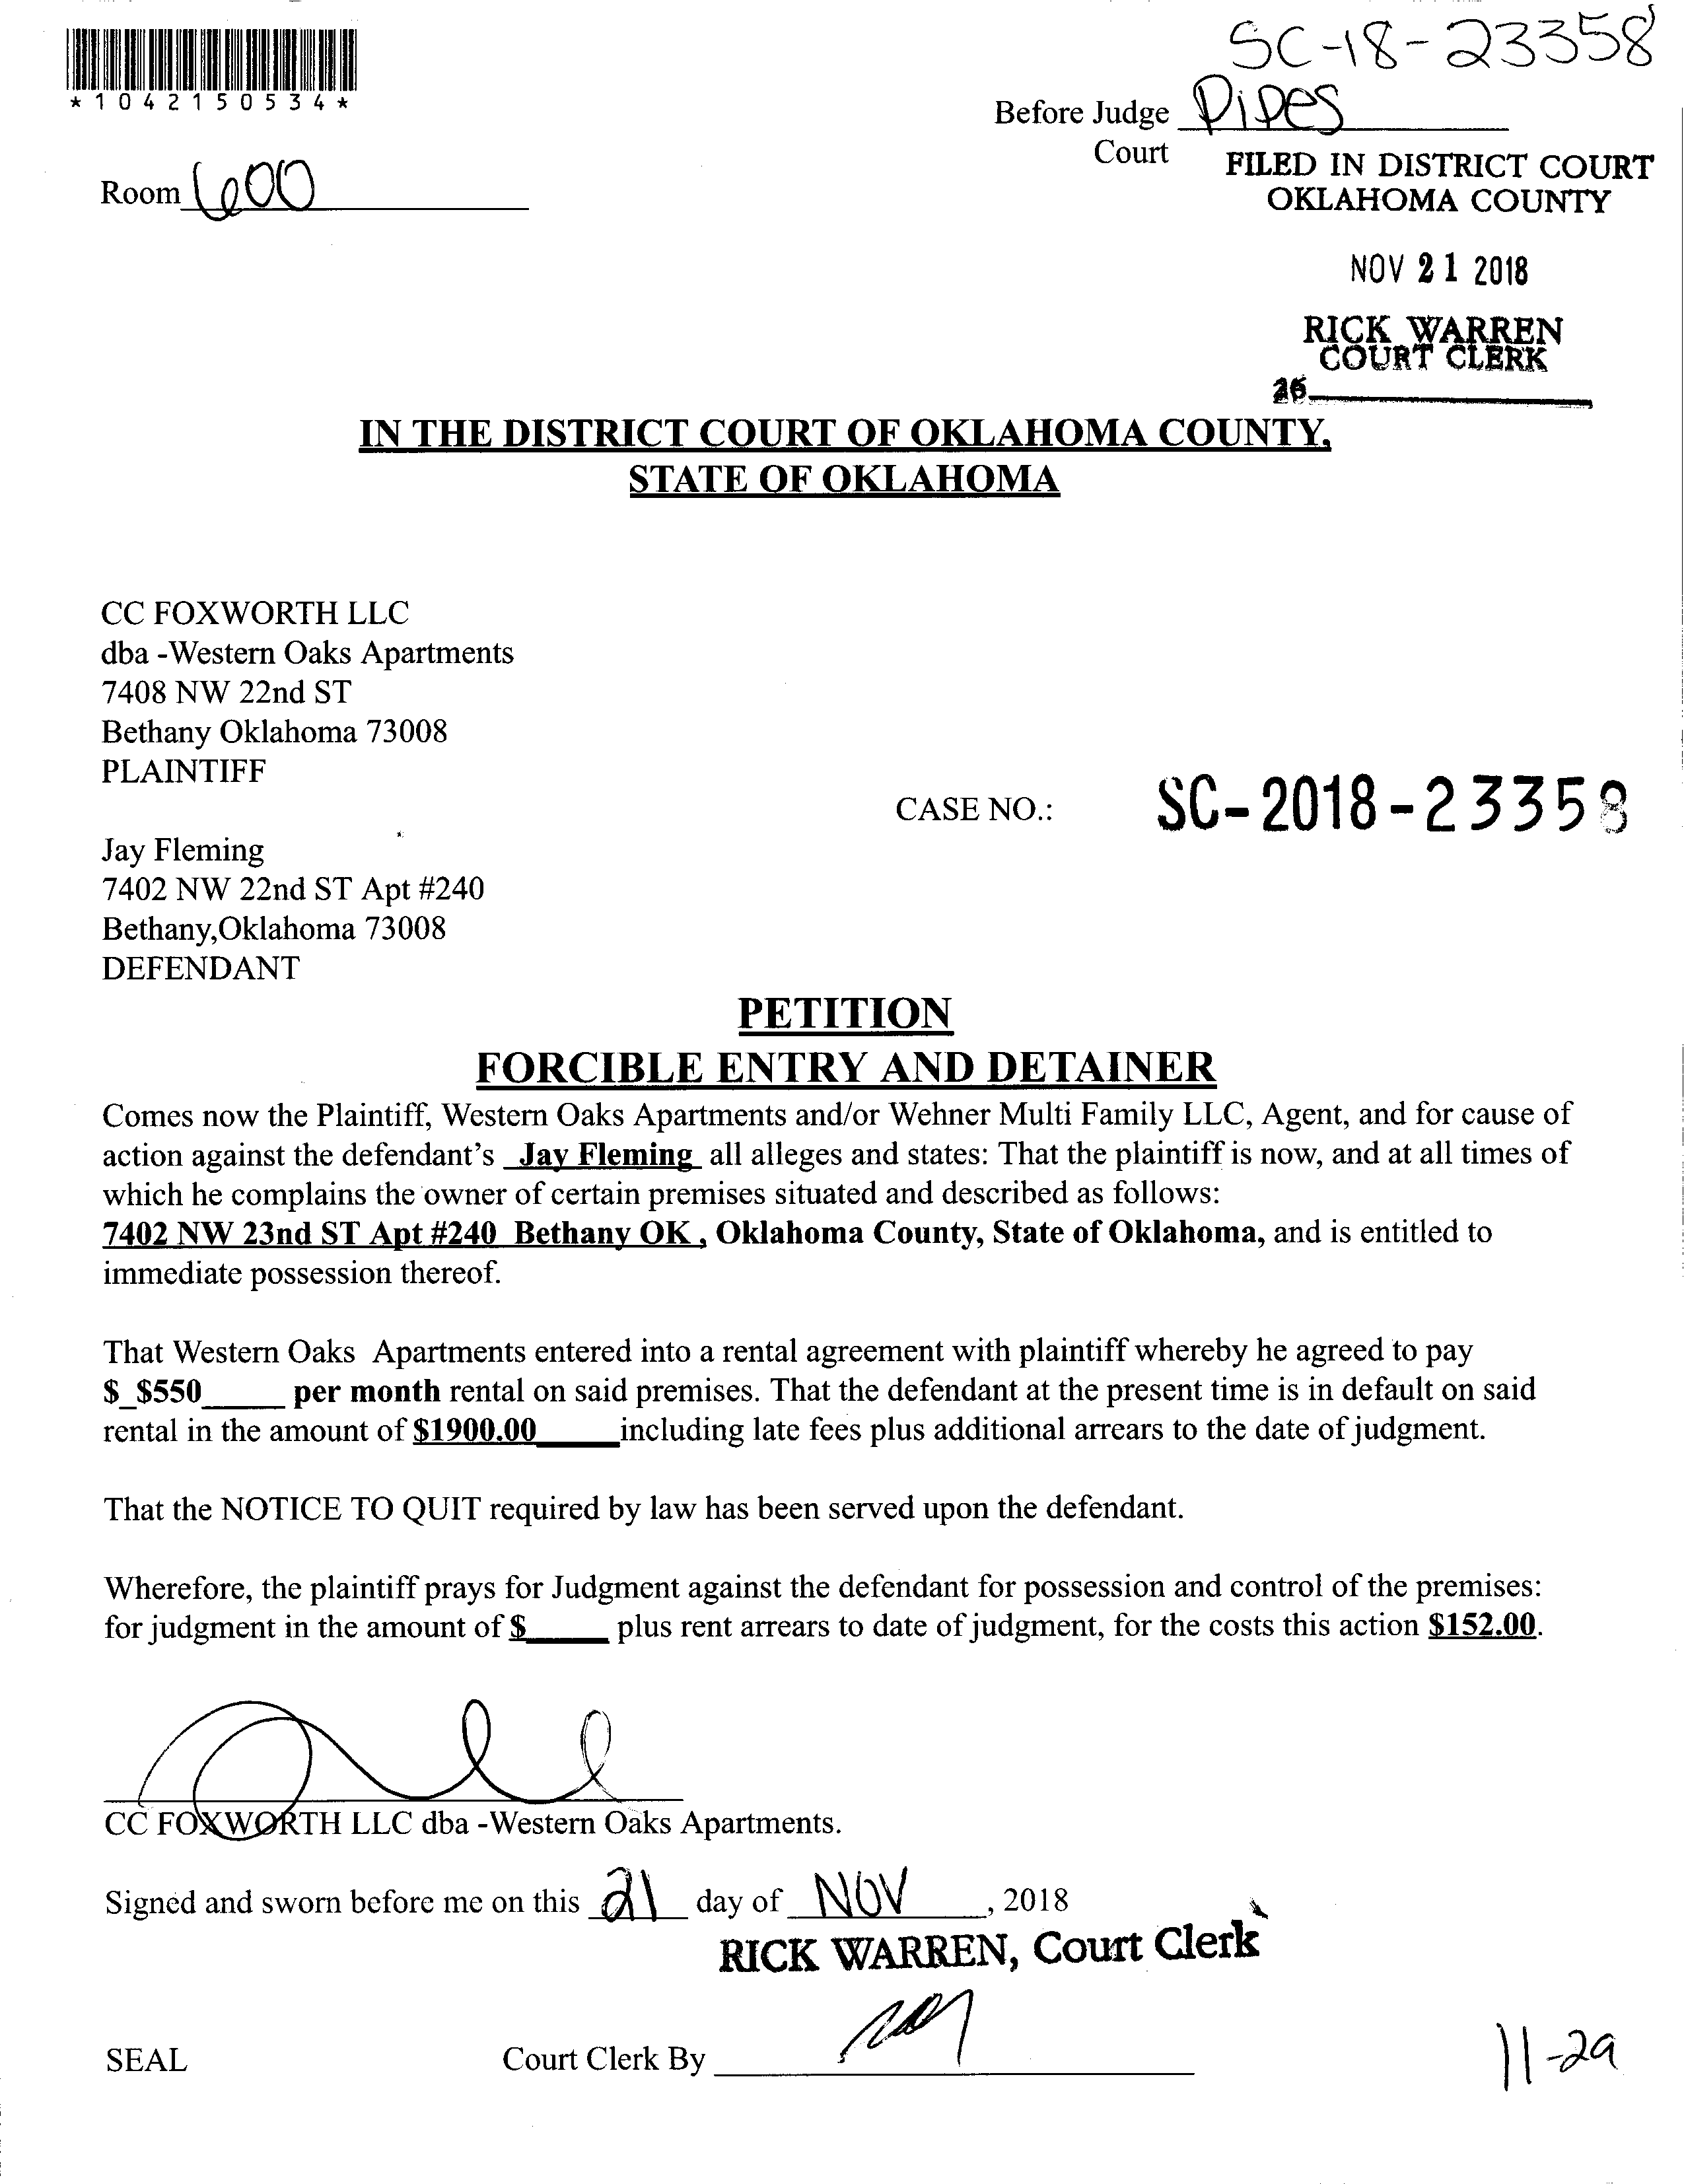 *1042150534*
SC-18-23358
Before Judge Pipes
Court
Room 600
FILED IN DISTRICT COURT
OKLAHOMA COUNTY
NOV 21 2018
RICK WARREN
COURT CLERK
26
IN THE DISTRICT COURT OF OKLAHOMA COUNTY,
STATE OF OKLAHOMA
CC FOXWORTH LLC
dba -Western Oaks Apartments
7408 NW 22nd ST
Bethany Oklahoma 73008
PLAINTIFF
CASE NO.: SC-2018-23358
Jay Fleming
7402 NW 22nd ST Apt #240
Bethany,Oklahoma 73008
DEFENDANT
PETITION
FORCIBLE ENTRY AND DETAINER
Comes now the Plaintiff, Western Oaks Apartments and/or Wehner Multi Family LLC, Agent, and for cause of
action against the defendant's _Jay Fleming_ all alleges and states: That the plaintiff is now, and at all times of
which he complains the owner of certain premises situated and described as follows:
7402 NW 23nd ST Apt #240 Bethany OK , Oklahoma County, State of Oklahoma, and is entitled to
immediate possession thereof.
That Western Oaks Apartments entered into a rental agreement with plaintiff whereby he agreed to pay
$_$550_____ per month rental on said premises. That the defendant at the present time is in default on said
rental in the amount of $1900.00_____including late fees plus additional arrears to the date of judgment.
That the NOTICE TO QUIT required by law has been served upon the defendant.
Wherefore, the plaintiff prays for Judgment against the defendant for possession and control of the premises:
for judgment in the amount of $_____ plus rent arrears to date of judgment, for the costs this action $152.00.
CC FOXWORTH LLC dba -Western Oaks Apartments.
Signed and sworn before me on this 21 day of NOV, 2018
RICK WARREN, Court Clerk
SEAL
Court Clerk By
11-29